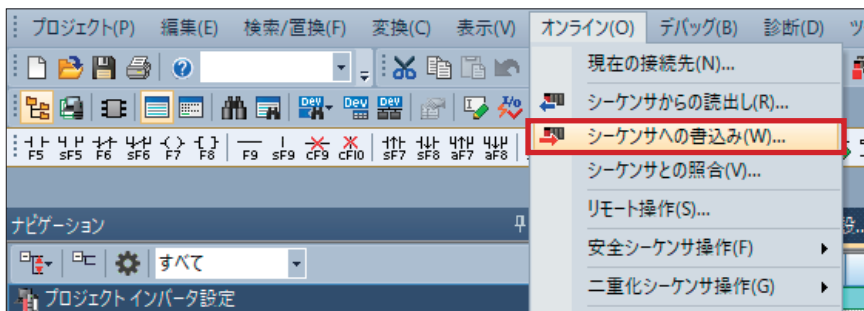 プロジェクト(P) 編集(E) 検索/置換(F) 変換(C) 表示(V) オンライン(O) デバッグ(B) 診断(D) ツ
現在の接続先(N)...
Dev Dev Dev I/O
シーケンサからの読出し(R)...
シーケンサへの書込み(W)...
F5 sF5 F6 sF6 F7 F8 F9 sF9 cF9 cF10 sF7 sF8 aF7 aF8
シーケンサとの照合(V)...
リモート操作(S)...
ナビゲーション
設...
安全シーケンサ操作(F)
すべて
二重化シーケンサ操作(G)
プロジェクト インバータ設定